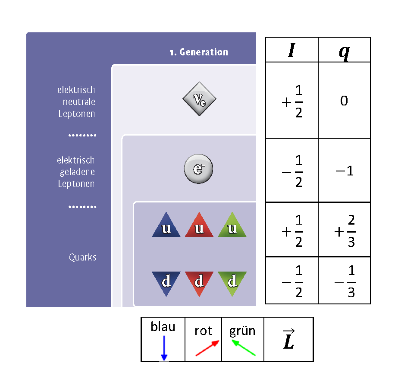 1. Generation
I q
elektrisch
neutrale
Leptonen
νe
+1/2 0
elektrisch
geladene
Leptonen
e⁻
−1/2 −1
Quarks
u u u
+1/2 +2/3
d d d
−1/2 −1/3
blau rot grün L⃗